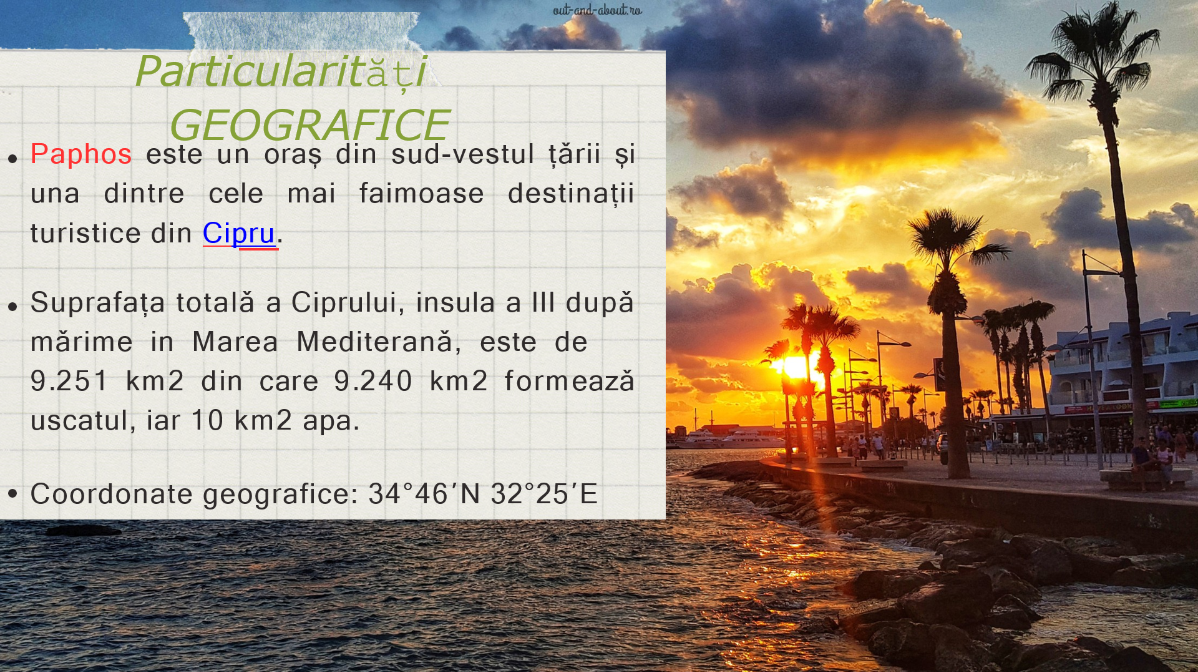 out-and-about.ro
Particularități
GEOGRAFICE
• Paphos este un oraș din sud-vestul țării și
una dintre cele mai faimoase destinații
turistice din Cipru.
• Suprafața totală a Ciprului, insula a III după
mărime in Marea Mediterană, este de
9.251 km2 din care 9.240 km2 formează
uscatul, iar 10 km2 apa.
• Coordonate geografice: 34°46′N 32°25′E